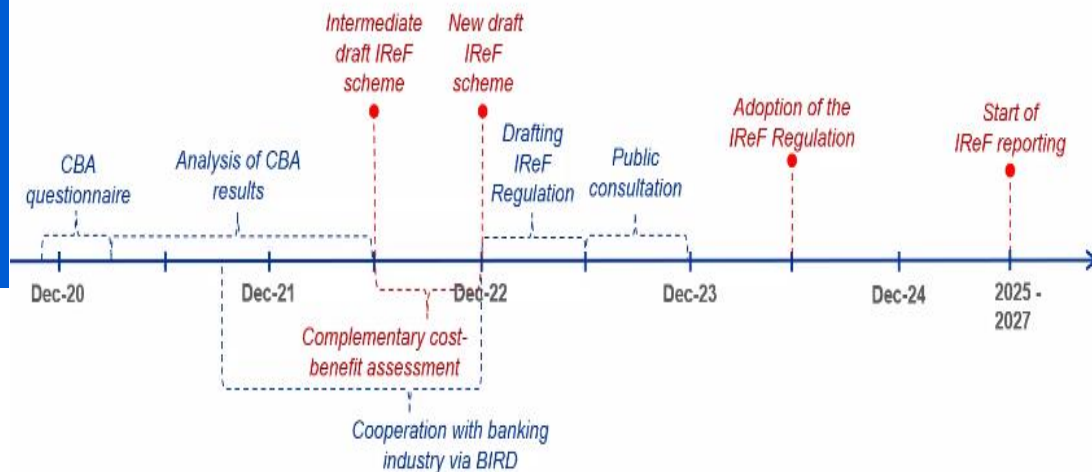 Intermediate
draft IReF
scheme
New draft
IReF
scheme
CBA
questionnaire
Analysis of CBA
results
Drafting
IReF
Regulation
Public
consultation
Adoption of the
IReF Regulation
Start of
IReF reporting
Dec-20
Dec-21
Dec-22
Dec-23
Dec-24
2025 -
2027
Complementary cost-
benefit assessment
Cooperation with banking
industry via BIRD